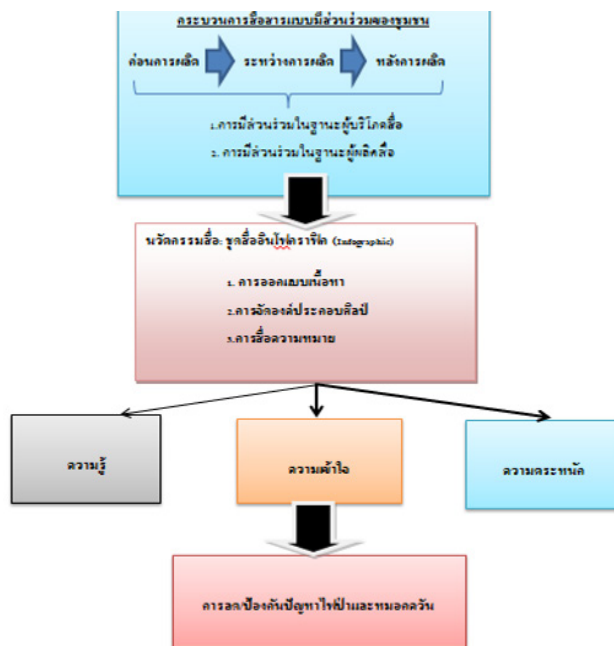 กระบวนการสื่อสารแบบมีส่วนร่วมของชุมชน
ก่อนการผลิต ระหว่างการผลิต หลังการผลิต
1.การมีส่วนร่วมในฐานะผู้บริโภคสื่อ
2. การมีส่วนร่วมในฐานะผู้ผลิตสื่อ
นวัตกรรมสื่อ: ชุดสื่ออินโฟกราฟิค (Infographic)
1. การออกแบบเนื้อหา
2.การจัดองค์ประกอบศิลป์
3.การสื่อความหมาย
ความรู้
ความเข้าใจ
ความตระหนัก
การลด/ป้องกันปัญหาไฟป่าและหมอกควัน